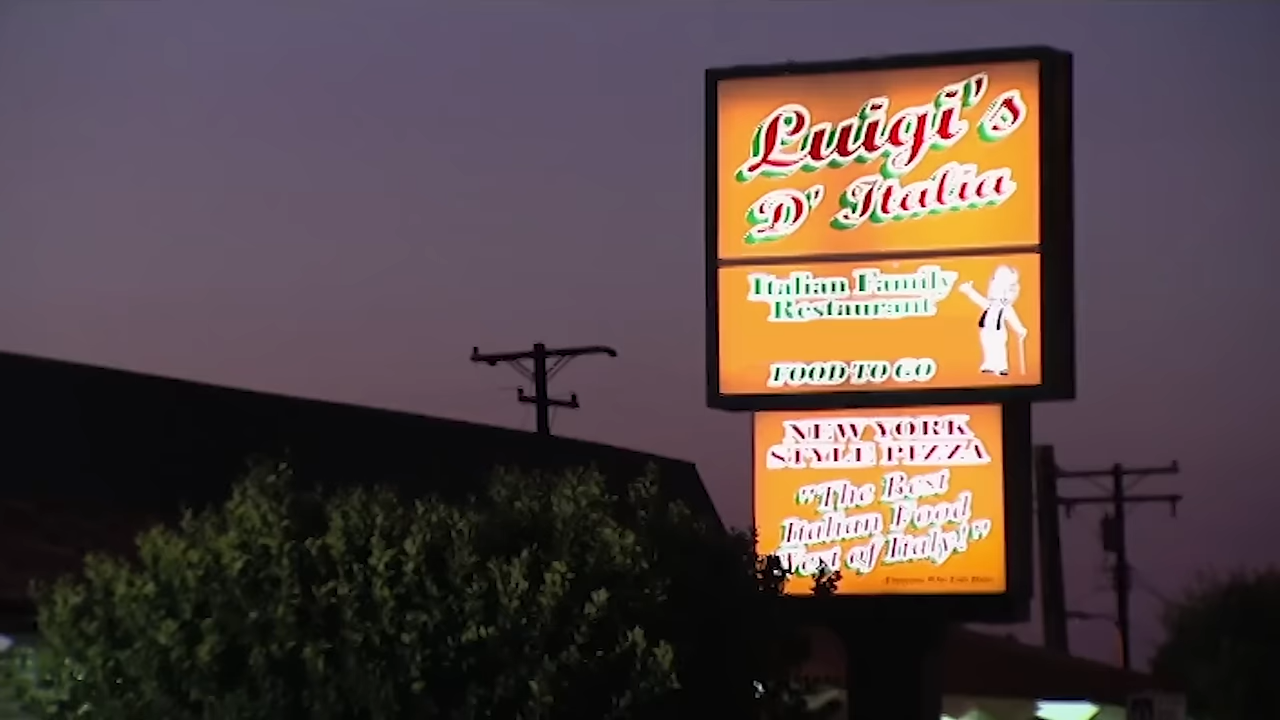 Luigi's
D' Italia
Italian Family
Restaurant
FOOD TO GO
NEW YORK
STYLE PIZZA
"The Best
Italian Food
West of Italy!"